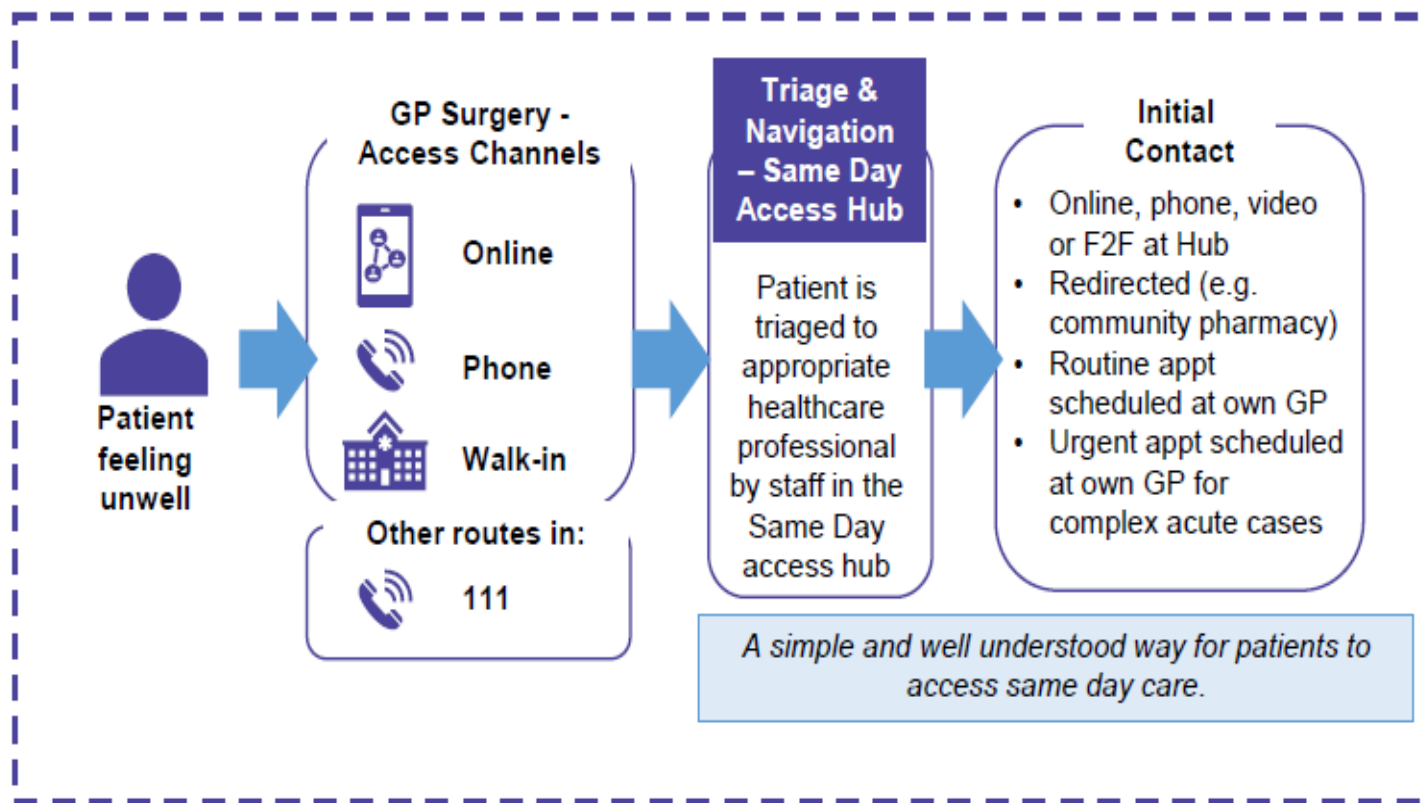 Patient
feeling
unwell
GP Surgery -
Access Channels
Online
Phone
Walk-in
Other routes in:
111
Triage &
Navigation
– Same Day
Access Hub
Patient is
triaged to
appropriate
healthcare
professional
by staff in the
Same Day
access hub
Initial
Contact
• Online, phone, video
or F2F at Hub
• Redirected (e.g.
community pharmacy)
• Routine appt
scheduled at own GP
• Urgent appt scheduled
at own GP for
complex acute cases
A simple and well understood way for patients to
access same day care.